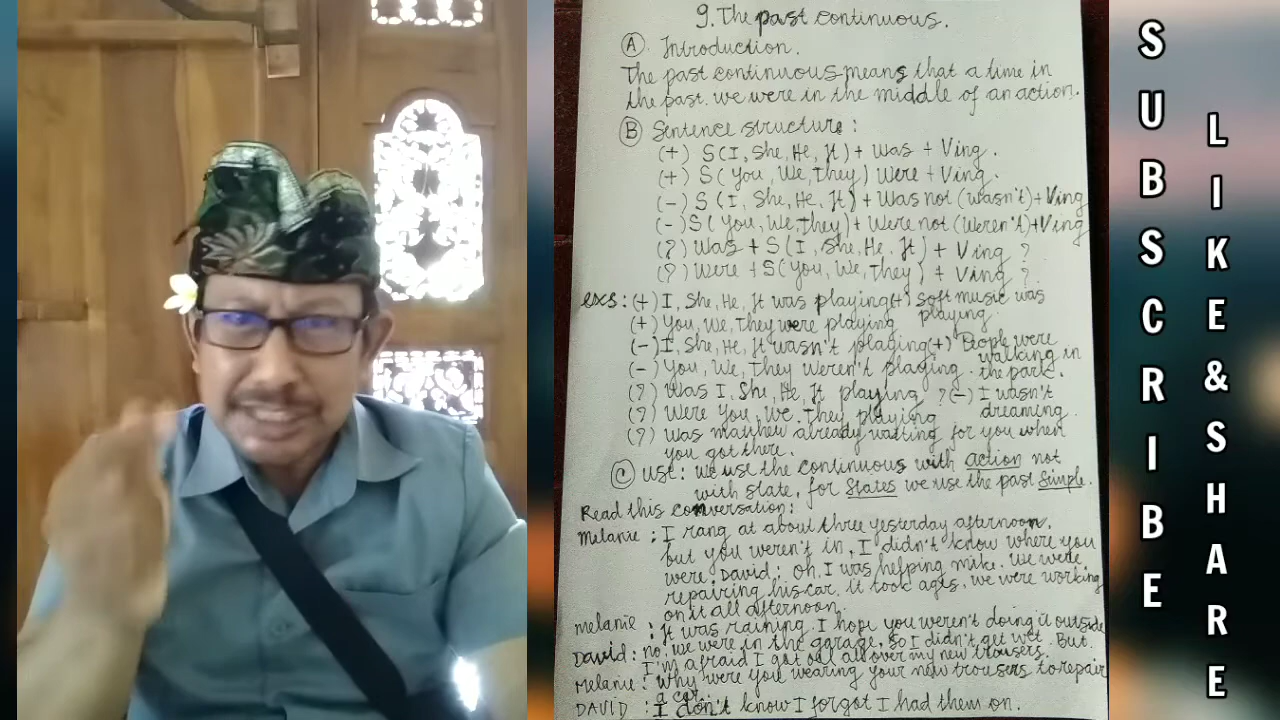 9. The past continuous.
(A). Introduction.
The past continuous means that a time in
the past. we were in the middle of an action.
(B) Sentence structure:
(+) S (I, She, He, It) + Was + Ving.
(+) S (You, We, They) Were + Ving.
(-) S (I, She, He, It) + Was not (wasn't) + Ving
(-) S (You, We, They) + Were not (Weren't) + Ving
(?) Was + S (I, She, He, It) + Ving ?
(?) Were + S (You, We, They) + Ving ?
exs: (+) I, She, He, It was playing (+) Soft music was
playing.
(+) You, We, They were playing
(-) I, She, He, It wasn't playing (+) People were
walking in
the park.
(-) You, We, They Weren't playing.
(?) Was I, She, He, It playing ? (-) I wasn't
dreaming.
(?) Were You, We, They playing
(?) Was matthew already waiting for you when
you got there.
(C) Use: we use the continuous with action not
with state, for States we use the past Simple.
Read this conversation:
Melanie : I rang at about three yesterday afternoon,
but you weren't in, I didn't know where you
were. David: Oh, I was helping mike. We were
repairing his car. It took ages, we were working
on it all afternoon.
melanie : It was raining. I hope you weren't doing it outside
David : no, we were in the garage, So I didn't get wet. But
I'm afraid I got oil all over my new trousers.
Melanie : Why were you wearing your new trousers to repair
a car
DAVID : I don't know I forgot I had them on.
SUBSCRIBE
LIKE & SHARE